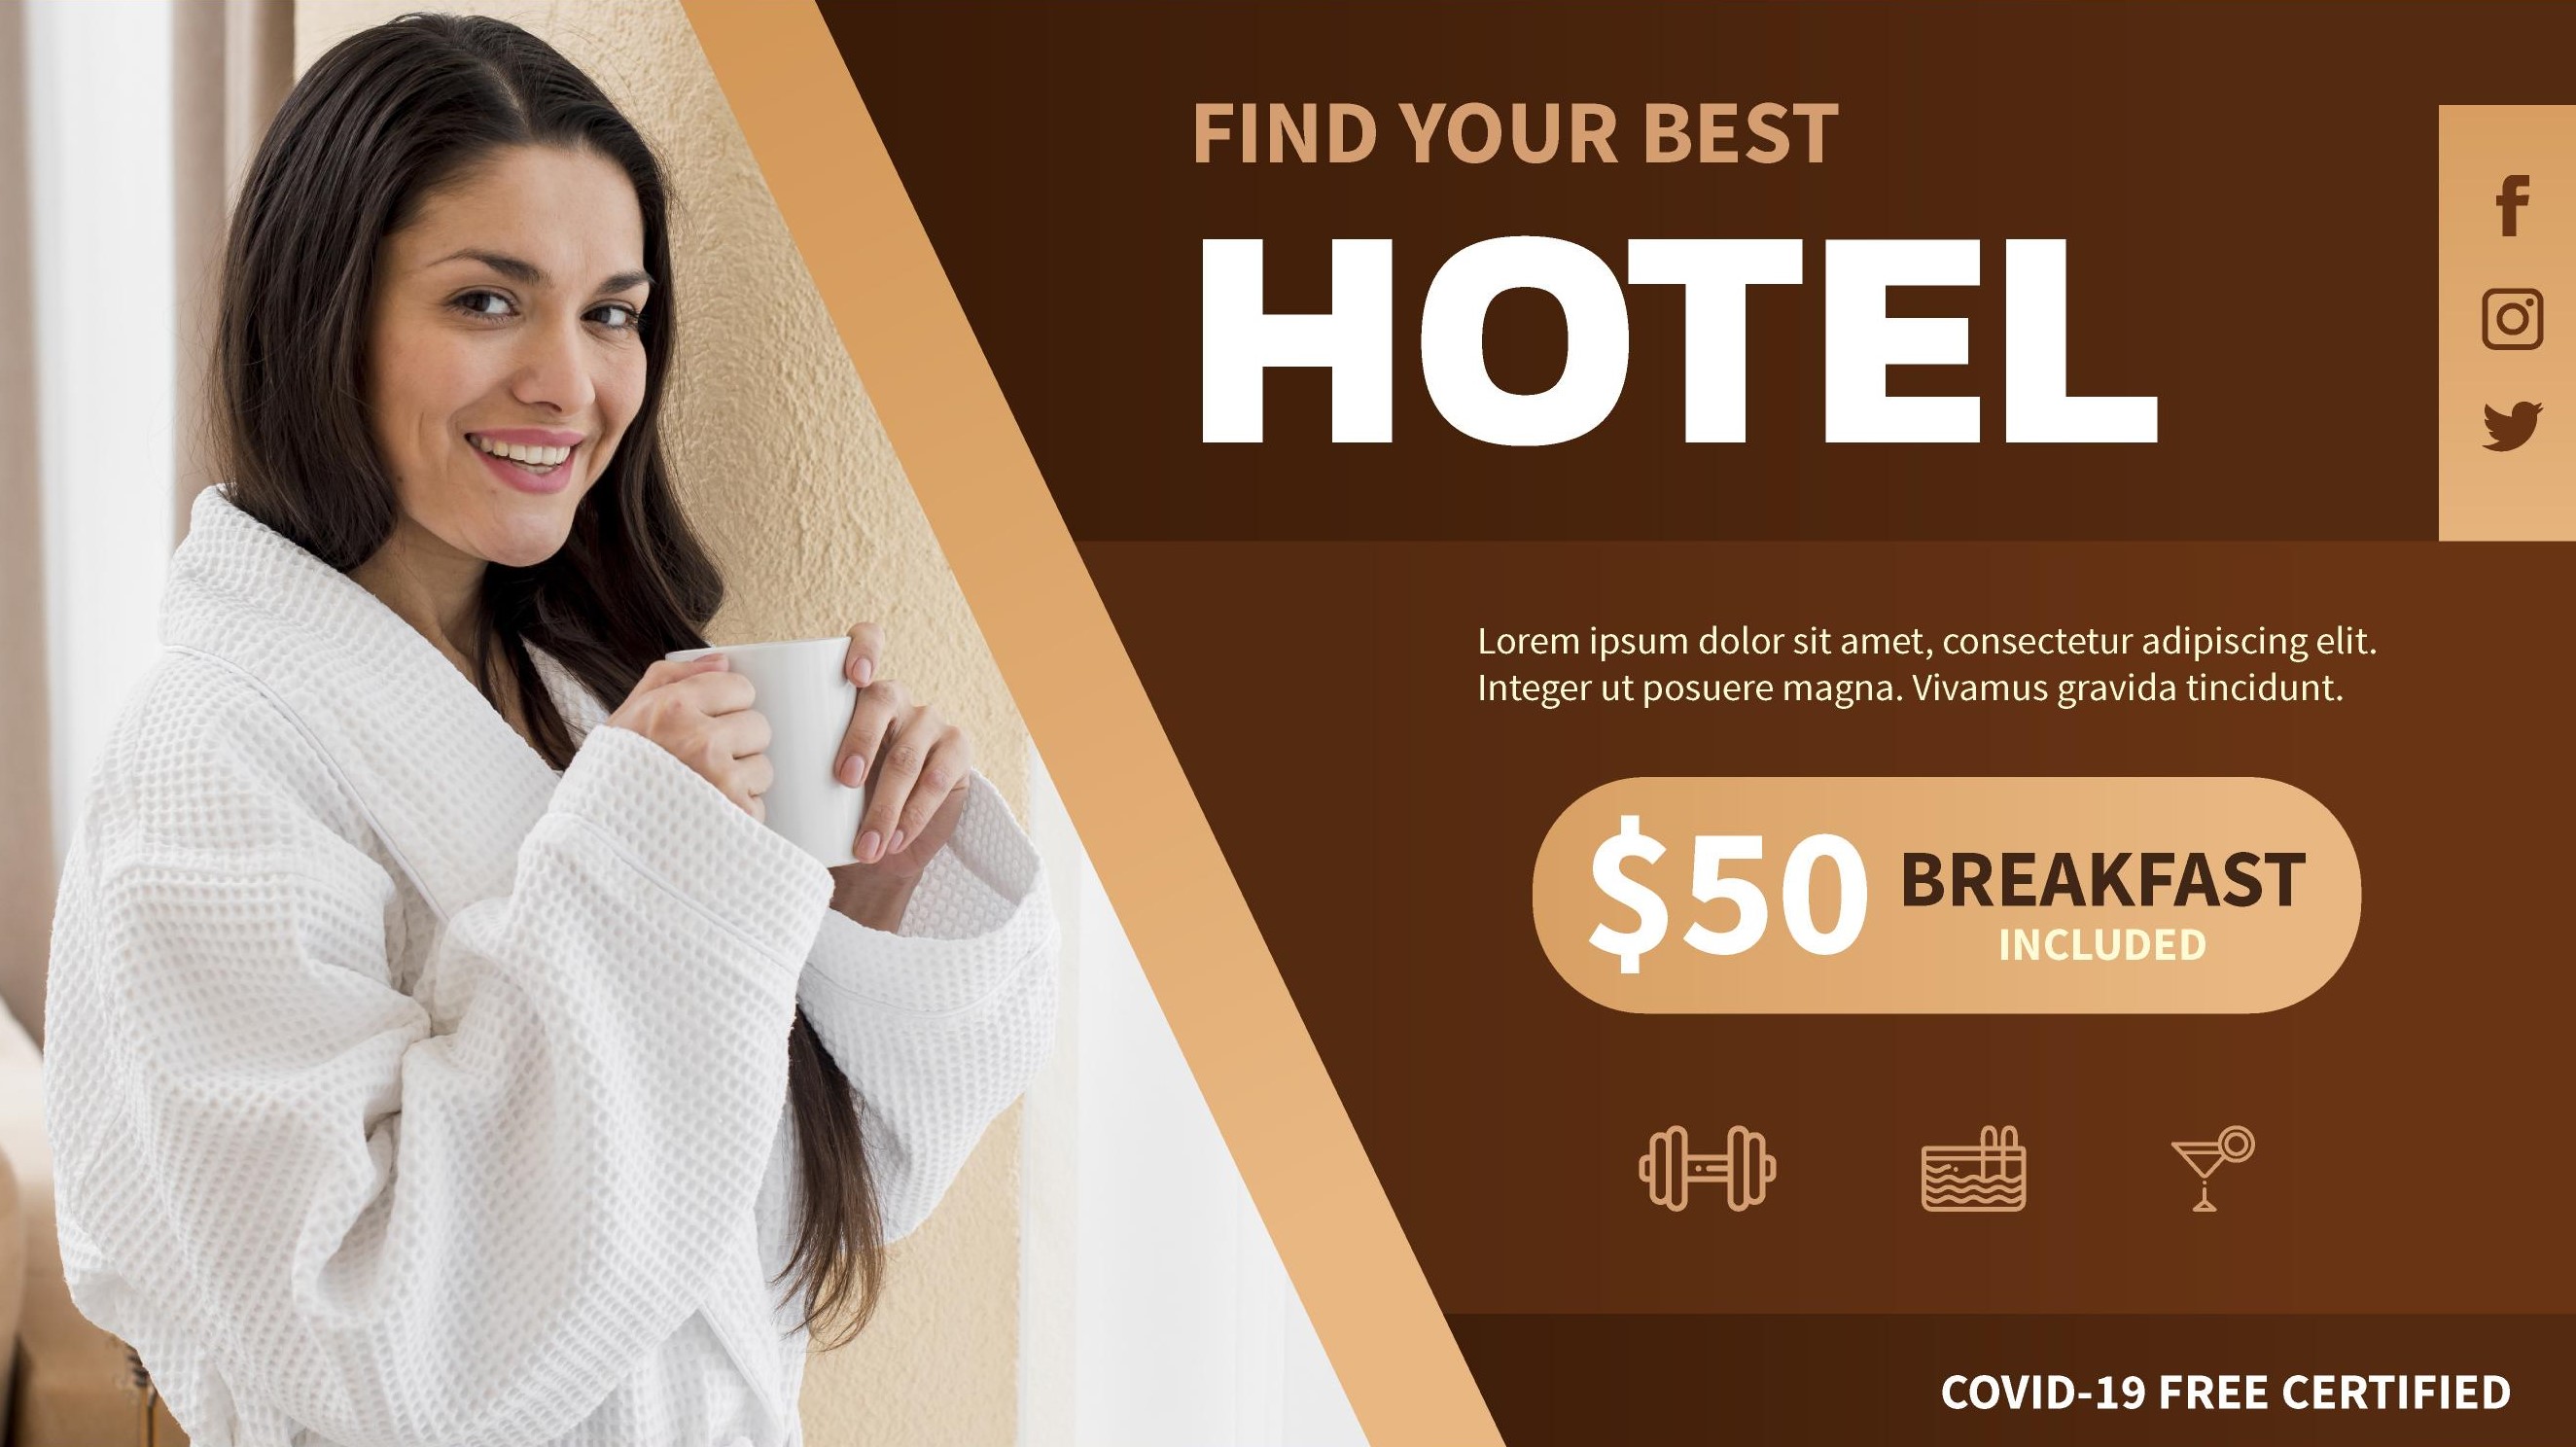 FIND YOUR BEST
HOTEL
Lorem ipsum dolor sit amet, consectetur adipiscing elit.
Integer ut posuere magna. Vivamus gravida tincidunt.
$50 BREAKFAST
INCLUDED
COVID-19 FREE CERTIFIED